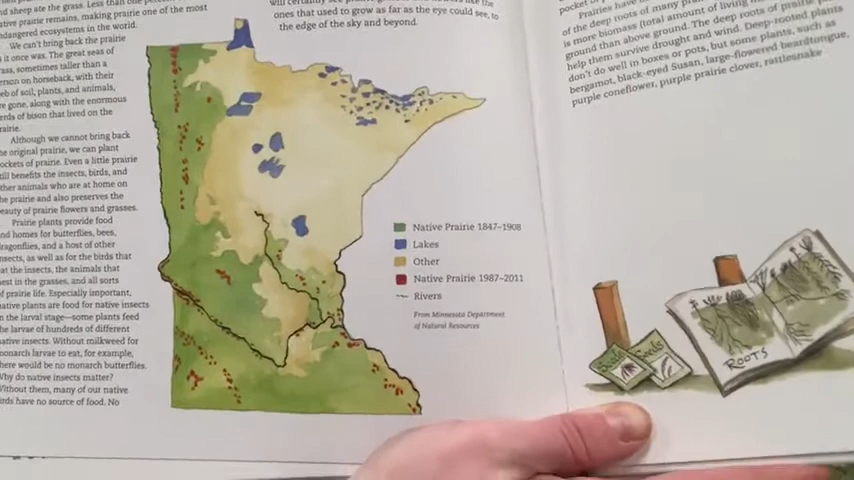 nd sheep ate the grass. Less than one percent
prairie remains, making prairie one of the most
ndangered ecosystems in the world.
We can't bring back the prairie
s it once was. The great seas of
rass, sometimes taller than a
erson on horseback, with their
eb of soil, plants, and animals,
re gone, along with the enormous
erds of bison that lived on the
rairie.
Although we cannot bring back
he original prairie, we can plant
ockets of prairie. Even a little prairie
till benefits the insects, birds, and
ther animals who are at home on
he prairie and also preserves the
eauty of prairie flowers and grasses.
Prairie plants provide food
nd homes for butterflies, bees,
ragonflies, and a host of other
nsects, as well as for the birds that
at the insects, the animals that
est in the grasses, and all sorts
f prairie life. Especially important,
ative plants are food for native insects
n the larval stage—some plants feed
he larvae of hundreds of different
ative insects. Without milkweed for
onarch larvae to eat, for example,
here would be no monarch butterflies.
Why do native insects matter?
Without them, many of our native
irds have no source of food. No
ones that used to grow as far as the eye could see, to
the edge of the sky and beyond.
Native Prairie 1847–1908
Lakes
Other
Native Prairie 1987–2011
Rivers
From Minnesota Department
of Natural Resources
pocket of
Prairies have
of the deep roots of many
is more biomass (total amount of living
ground than above ground. The deep roots of prairie
help them survive drought and wind. Deep-rooted plants
don't do well in boxes or pots, but some plants, such as
bergamot, black-eyed Susan, large-flowered beardtongue,
purple coneflower, purple prairie clover, rattlesnake
Seeds
Seeds
ROOTS